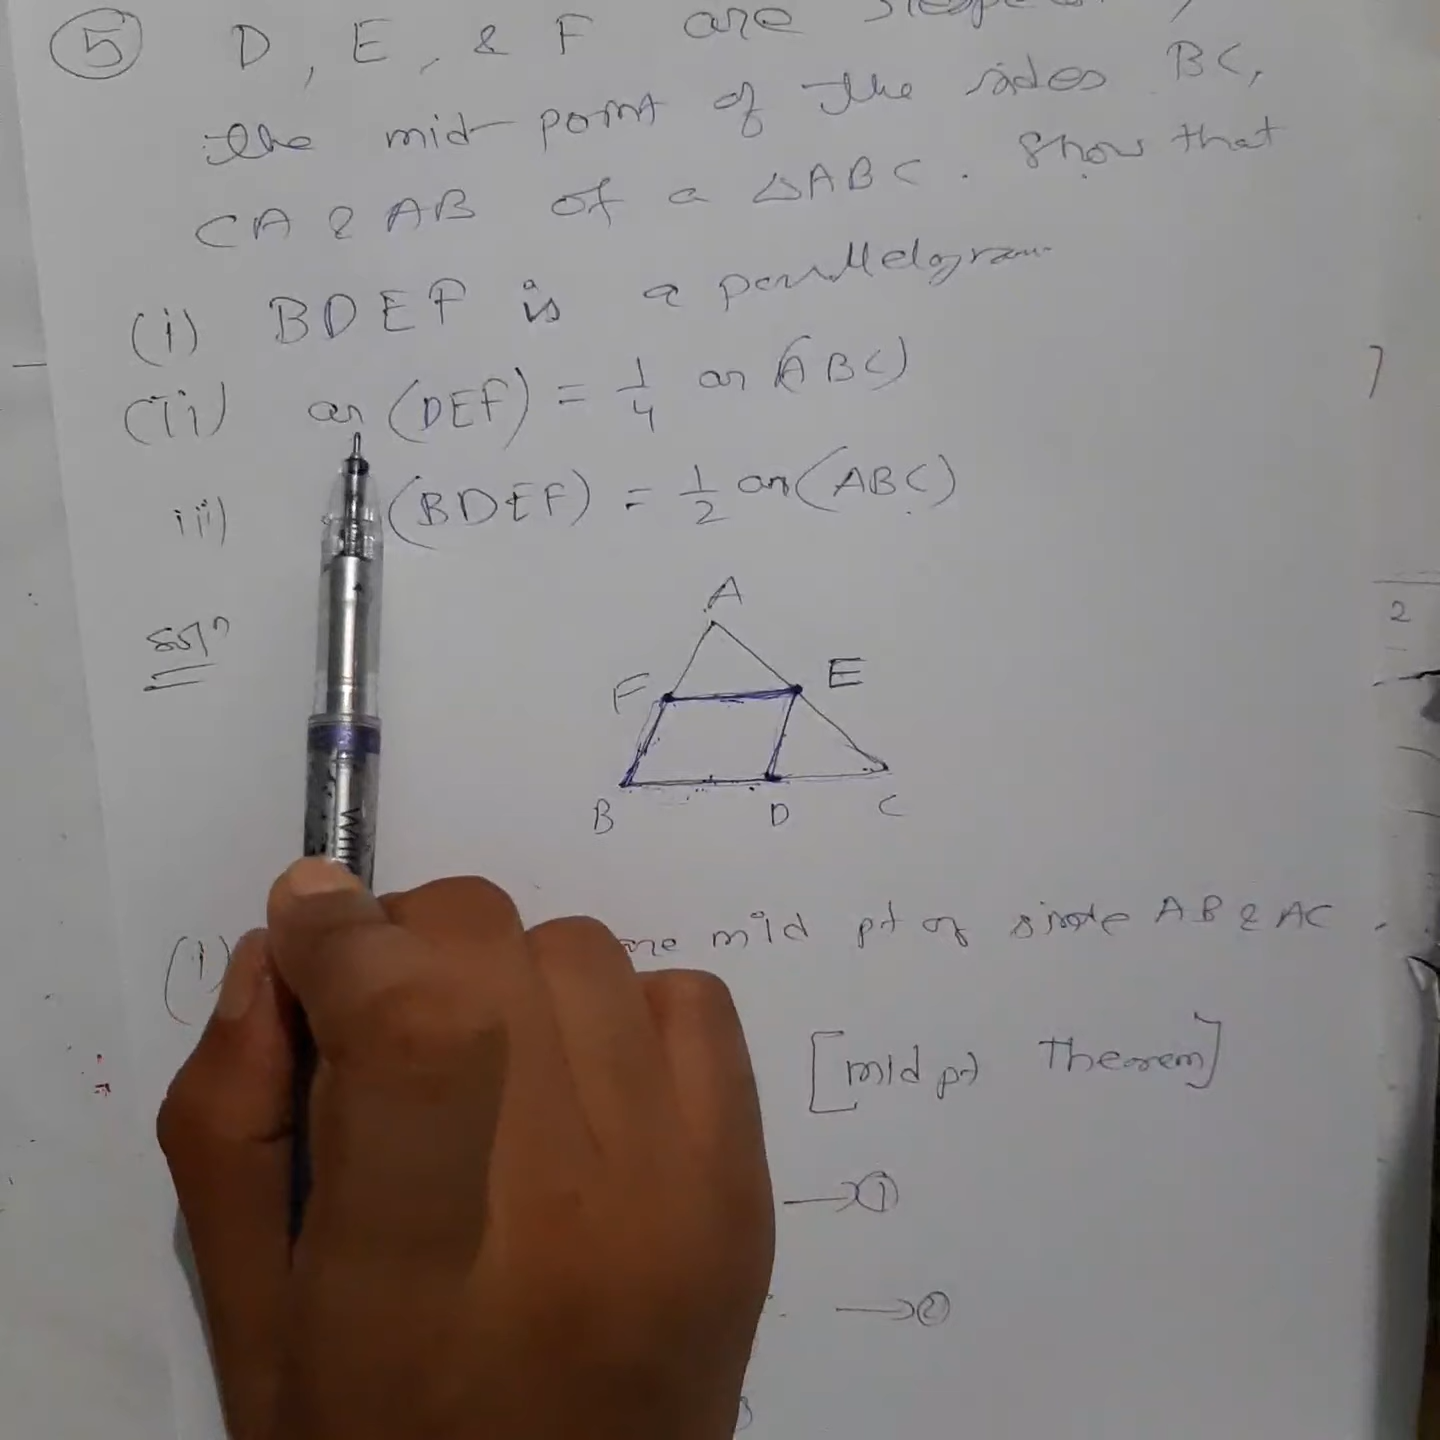 5 D, E, & F are
the mid-point of the sides BC,
CA & AB of a △ABC. Show that
(i) BDEF is a parallelogram
(ii) ar (DEF) = 1/4 ar (ABC)
iii) (BDEF) = 1/2 ar (ABC)
Solⁿ
A
F E
B D C
(i) mid pt of side AB & AC.
[mid pt Theorem]
→ ①
→ ②
2